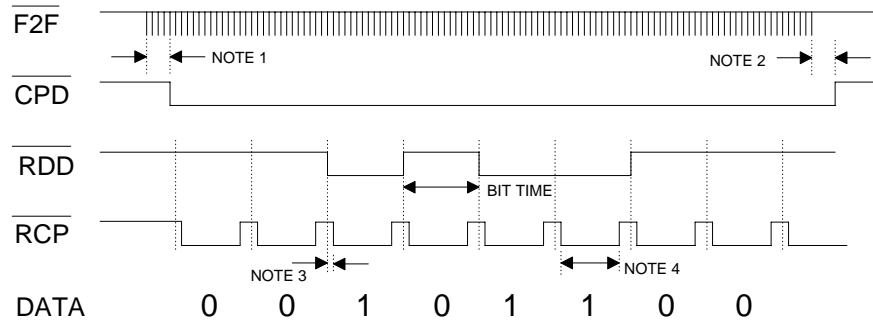 F2F
NOTE 1
NOTE 2
CPD
RDD
BIT TIME
RCP
NOTE 3
NOTE 4
DATA 0 0 1 0 1 1 0 0